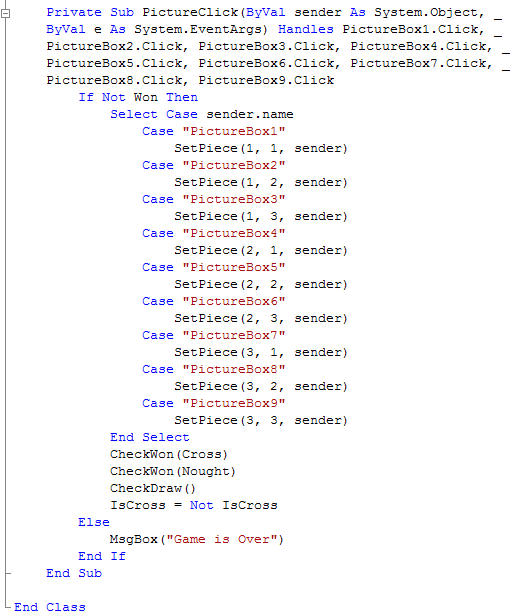 Private Sub PictureClick(ByVal sender As System.Object, _
ByVal e As System.EventArgs) Handles PictureBox1.Click, _
PictureBox2.Click, PictureBox3.Click, PictureBox4.Click, _
PictureBox5.Click, PictureBox6.Click, PictureBox7.Click, _
PictureBox8.Click, PictureBox9.Click
If Not Won Then
Select Case sender.name
Case "PictureBox1"
SetPiece(1, 1, sender)
Case "PictureBox2"
SetPiece(1, 2, sender)
Case "PictureBox3"
SetPiece(1, 3, sender)
Case "PictureBox4"
SetPiece(2, 1, sender)
Case "PictureBox5"
SetPiece(2, 2, sender)
Case "PictureBox6"
SetPiece(2, 3, sender)
Case "PictureBox7"
SetPiece(3, 1, sender)
Case "PictureBox8"
SetPiece(3, 2, sender)
Case "PictureBox9"
SetPiece(3, 3, sender)
End Select
CheckWon(Cross)
CheckWon(Nought)
CheckDraw()
IsCross = Not IsCross
Else
MsgBox("Game is Over")
End If
End Sub
End Class